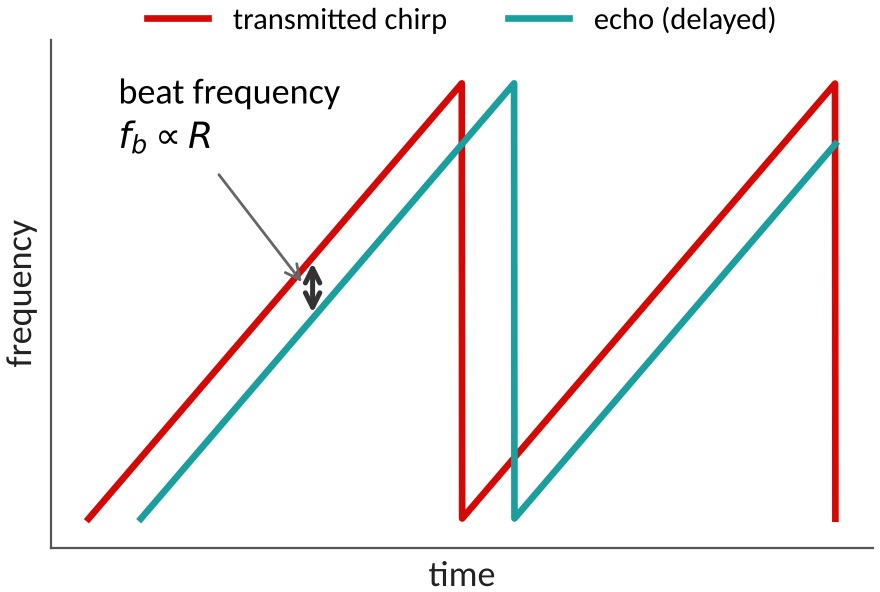 transmitted chirp
echo (delayed)
beat frequency
f_b ∝ R
frequency
time